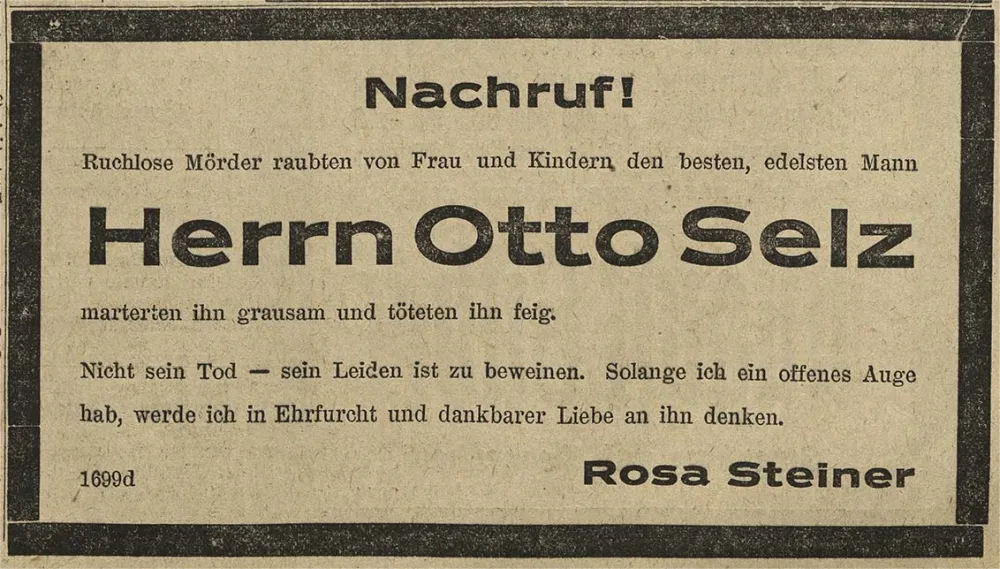 Nachruf!
Ruchlose Mörder raubten von Frau und Kindern den besten, edelsten Mann
Herrn Otto Selz
marterten ihn grausam und töteten ihn feig.
Nicht sein Tod — sein Leiden ist zu beweinen. Solange ich ein offenes Auge
hab, werde ich in Ehrfurcht und dankbarer Liebe an ihn denken.
1699d
Rosa Steiner